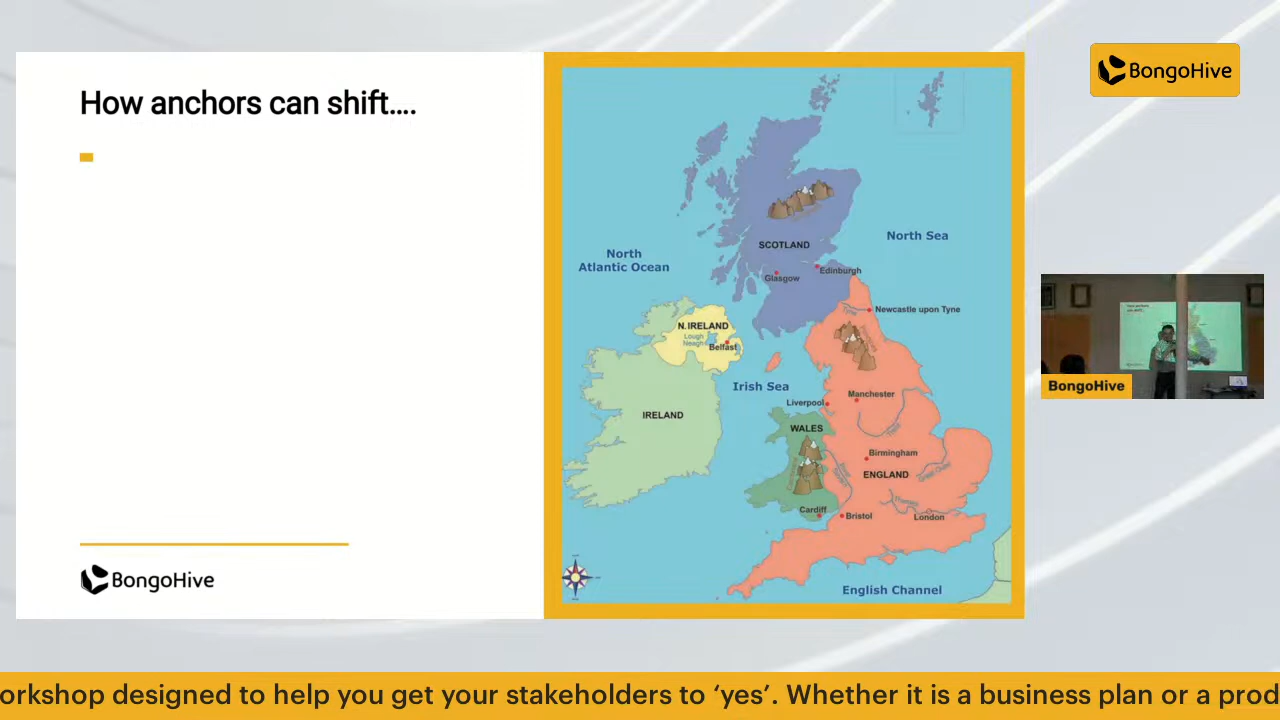 How anchors can shift....
BongoHive
North
Atlantic Ocean
SCOTLAND
North Sea
Glasgow
Edinburgh
Newcastle upon Tyne
N.IRELAND
Lough
Neagh
Belfast
Irish Sea
IRELAND
Liverpool
Manchester
WALES
Birmingham
ENGLAND
Cardiff
Bristol
London
English Channel
BongoHive
BongoHive
orkshop designed to help you get your stakeholders to ‘yes’. Whether it is a business plan or a prod